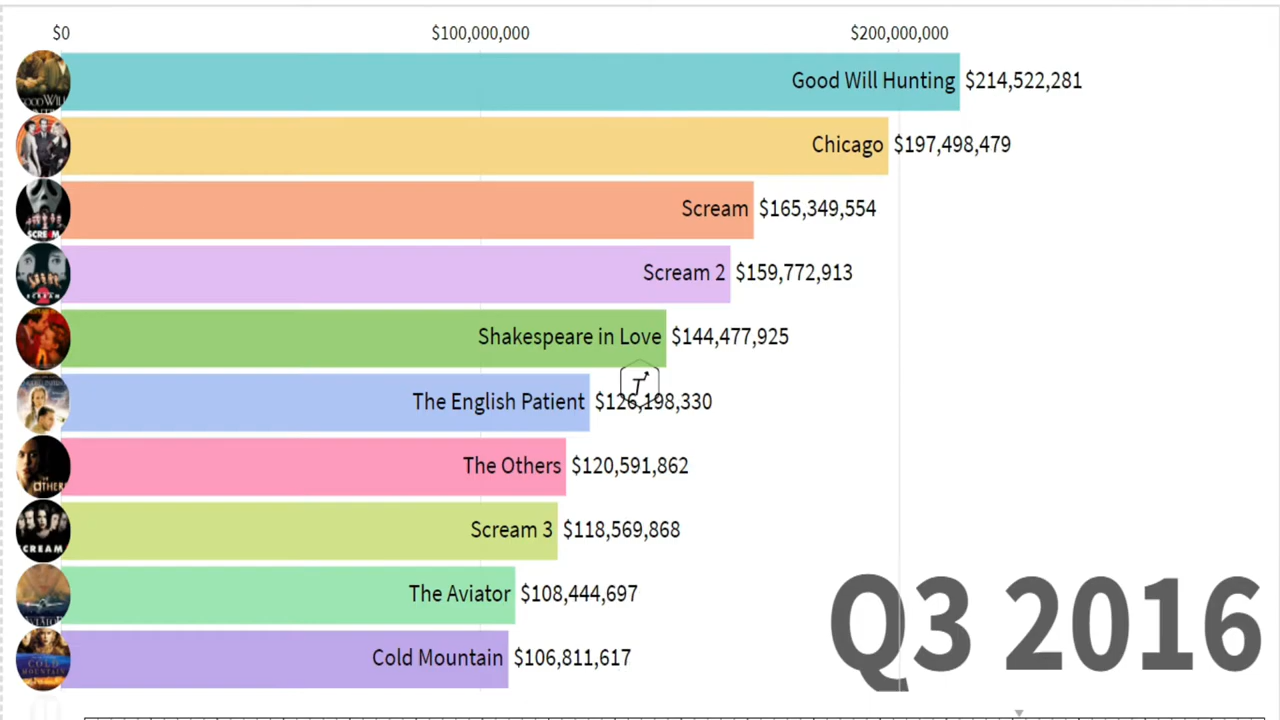 $0 $100,000,000 $200,000,000
Good Will Hunting $214,522,281
Chicago $197,498,479
Scream $165,349,554
Scream 2 $159,772,913
Shakespeare in Love $144,477,925
T
The English Patient $126,198,330
The Others $120,591,862
Scream 3 $118,569,868
The Aviator $108,444,697
Cold Mountain $106,811,617
Q3 2016